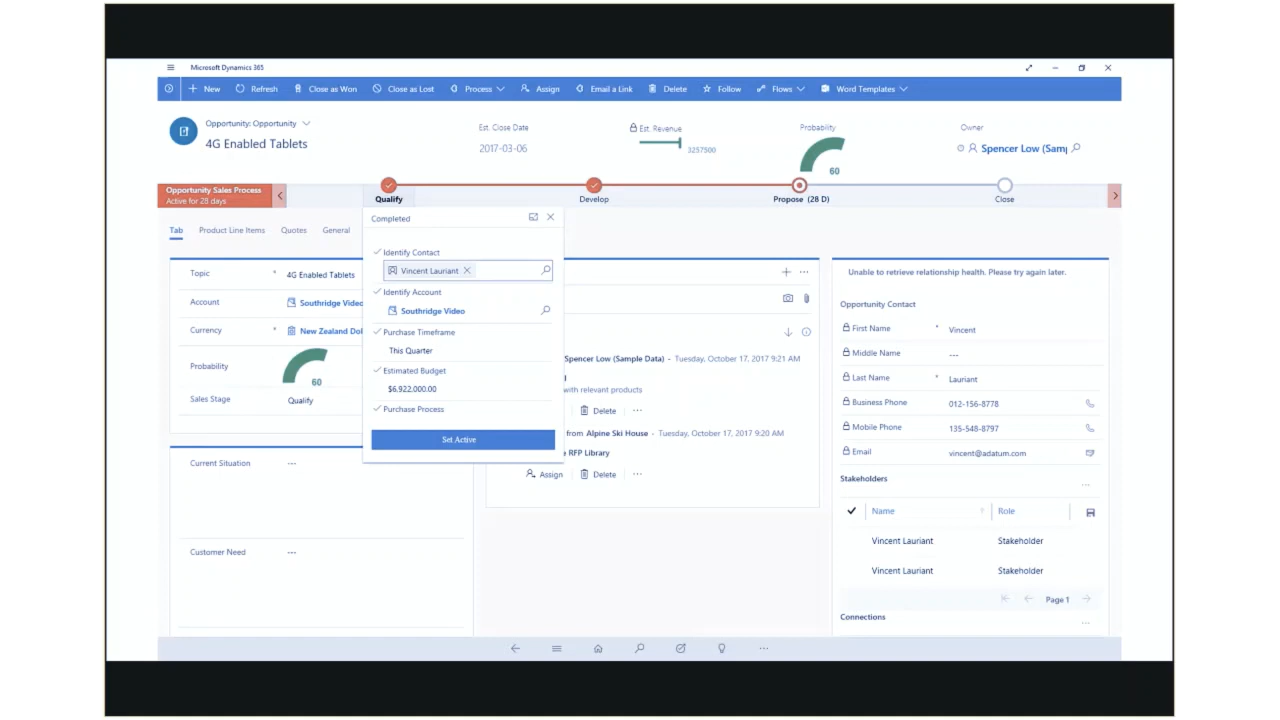 Microsoft Dynamics 365
New Refresh Close as Won Close as Lost Process Assign Email a Link Delete Follow Flows Word Templates
Opportunity: Opportunity
4G Enabled Tablets
Est. Close Date
2017-03-06
Est. Revenue
3257500
Probability
60
Owner
Spencer Low (Samp
Opportunity Sales Process
Active for 28 days
Qualify
Develop
Propose (28 D)
Close
Tab Product Line Items Quotes General
Topic * 4G Enabled Tablets
Account Southridge Video
Currency * New Zealand Dol
Probability
60
Sales Stage Qualify
Current Situation ---
Customer Need ---
Completed
Identify Contact
Vincent Lauriant
Identify Account
Southridge Video
Purchase Timeframe
This Quarter
Estimated Budget
$6,922,000.00
Purchase Process
Set Active
Spencer Low (Sample Data) - Tuesday, October 17, 2017 9:21 AM
with relevant products
Delete ...
from Alpine Ski House - Tuesday, October 17, 2017 9:20 AM
RFP Library
Assign Delete ...
Unable to retrieve relationship health. Please try again later.
Opportunity Contact
First Name * Vincent
Middle Name ---
Last Name * Lauriant
Business Phone 012-156-8778
Mobile Phone 135-548-8797
Email vincent@adatum.com
Stakeholders
...
Name Role
Vincent Lauriant Stakeholder
Vincent Lauriant Stakeholder
Page 1
Connections
...